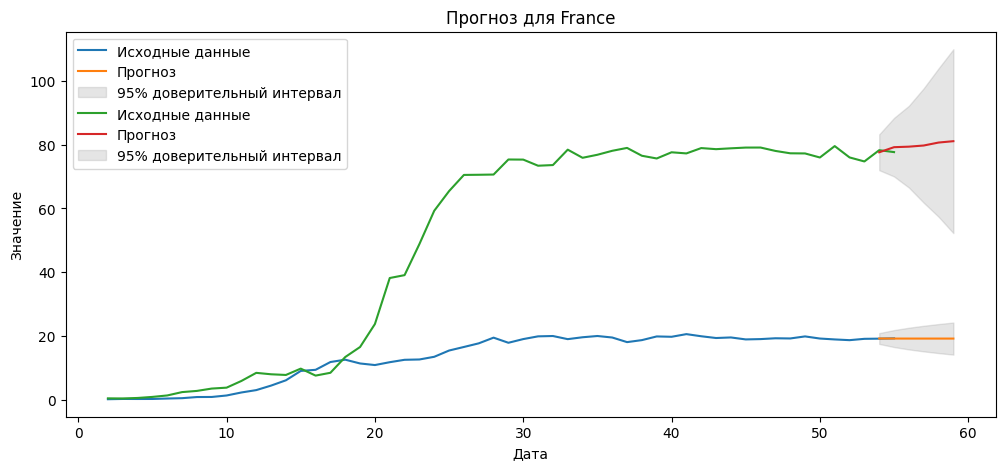 Прогноз для France
Исходные данные
Прогноз
95% доверительный интервал
Исходные данные
Прогноз
95% доверительный интервал
Значение
100
80
60
40
20
0
0
10
20
30
40
50
60
Дата